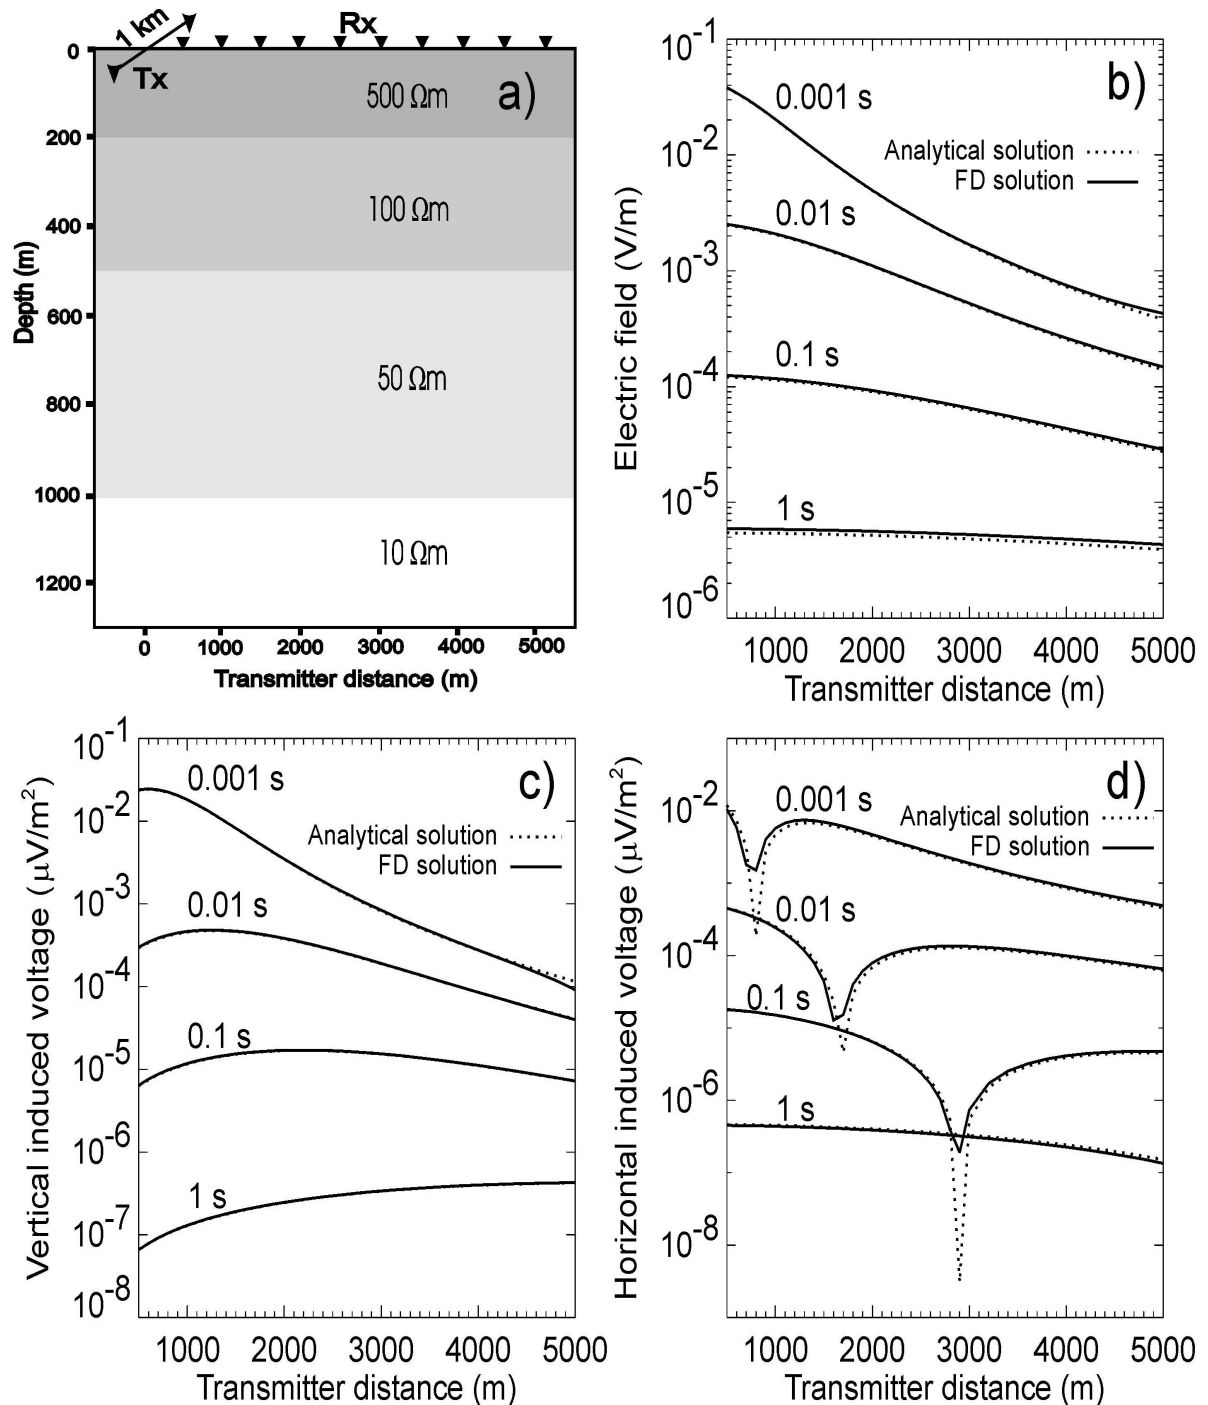 1 km
Tx
Rx
a)
0
200
400
600
800
1000
1200
Depth (m)
500 Ωm
100 Ωm
50 Ωm
10 Ωm
0 1000 2000 3000 4000 5000
Transmitter distance (m)
b)
10-1
10-2
10-3
10-4
10-5
10-6
Electric field (V/m)
0.001 s
Analytical solution
FD solution
0.01 s
0.1 s
1 s
1000 2000 3000 4000 5000
Transmitter distance (m)
c)
10-1
10-2
10-3
10-4
10-5
10-6
10-7
10-8
Vertical induced voltage (μV/m2)
0.001 s
Analytical solution
FD solution
0.01 s
0.1 s
1 s
1000 2000 3000 4000 5000
Transmitter distance (m)
d)
10-2
10-4
10-6
10-8
Horizontal induced voltage (μV/m2)
0.001 s
Analytical solution
FD solution
0.01 s
0.1 s
1 s
1000 2000 3000 4000 5000
Transmitter distance (m)